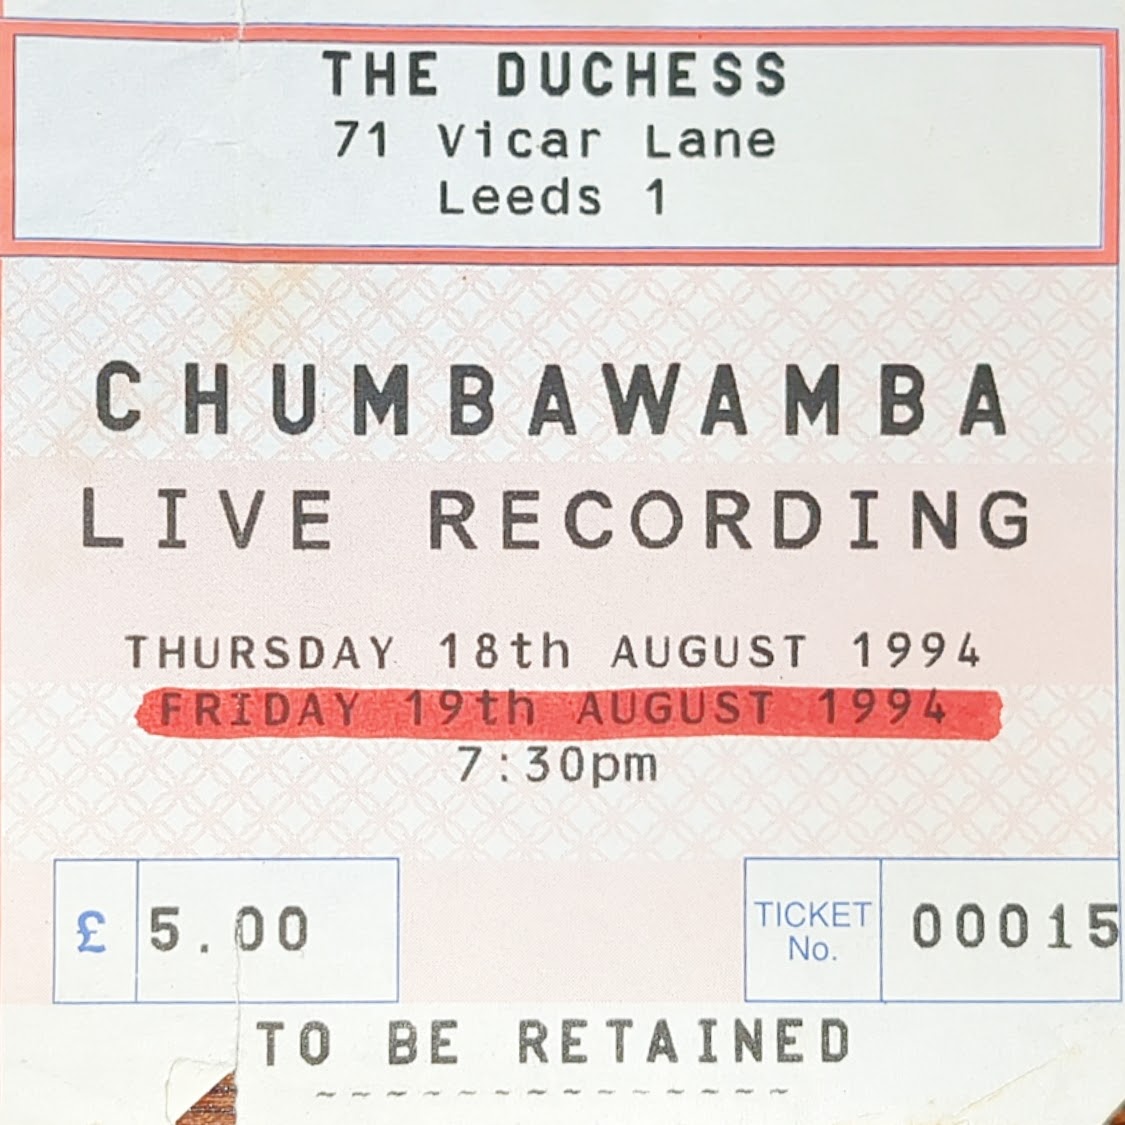 THE DUCHESS
71 Vicar Lane
Leeds 1
CHUMBAWAMBA
LIVE RECORDING
THURSDAY 18th AUGUST 1994
FRIDAY 19th AUGUST 1994
7:30pm
£ 5.00
TICKET No. 00015
TO BE RETAINED
~~~~~~~~~~~~~~